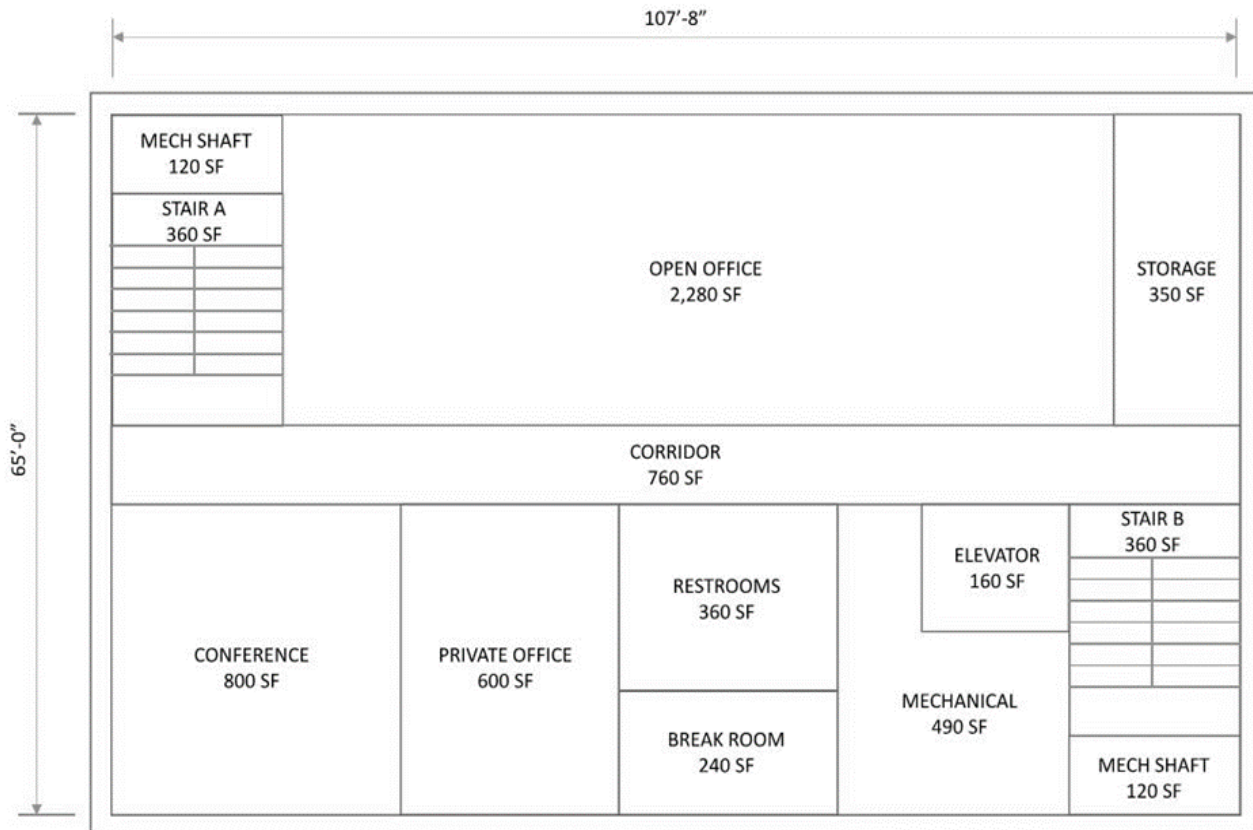 107’-8”
65’-0”
MECH SHAFT
120 SF
STAIR A
360 SF
OPEN OFFICE
2,280 SF
STORAGE
350 SF
CORRIDOR
760 SF
CONFERENCE
800 SF
PRIVATE OFFICE
600 SF
RESTROOMS
360 SF
BREAK ROOM
240 SF
ELEVATOR
160 SF
MECHANICAL
490 SF
STAIR B
360 SF
MECH SHAFT
120 SF